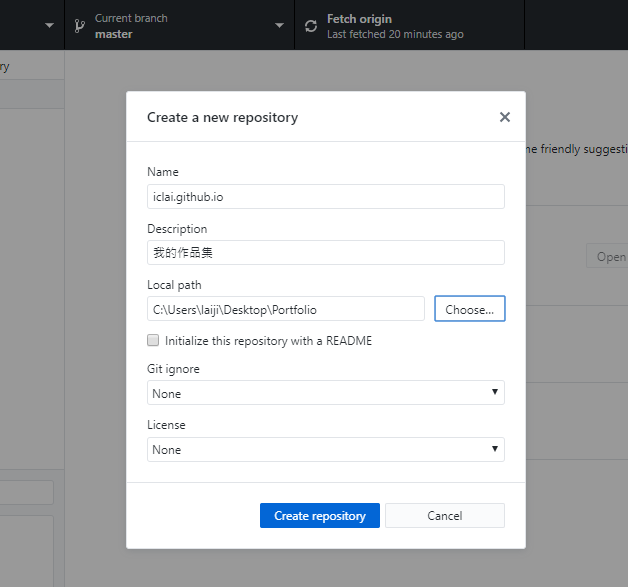 Current branch
master
Fetch origin
Last fetched 20 minutes ago
ry
Create a new repository
ne friendly suggesti
Name
iclai.github.io
Description
我的作品集
Open
Local path
C:\Users\laiji\Desktop\Portfolio
Choose...
Initialize this repository with a README
Git ignore
None
License
None
Create repository
Cancel